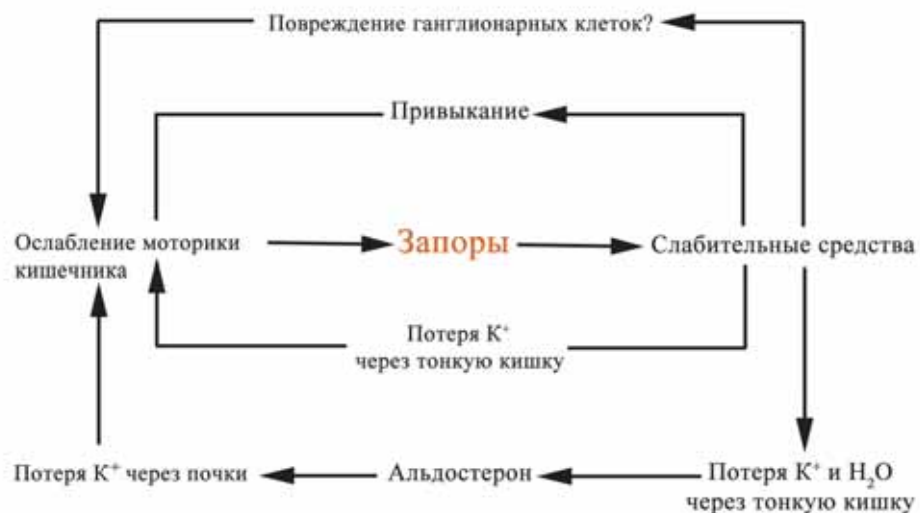 Повреждение ганглионарных клеток?
Привыкание
Ослабление моторики
кишечника
Запоры
Слабительные средства
Потеря K⁺
через тонкую кишку
Потеря K⁺ через почки
Альдостерон
Потеря K⁺ и H₂O
через тонкую кишку